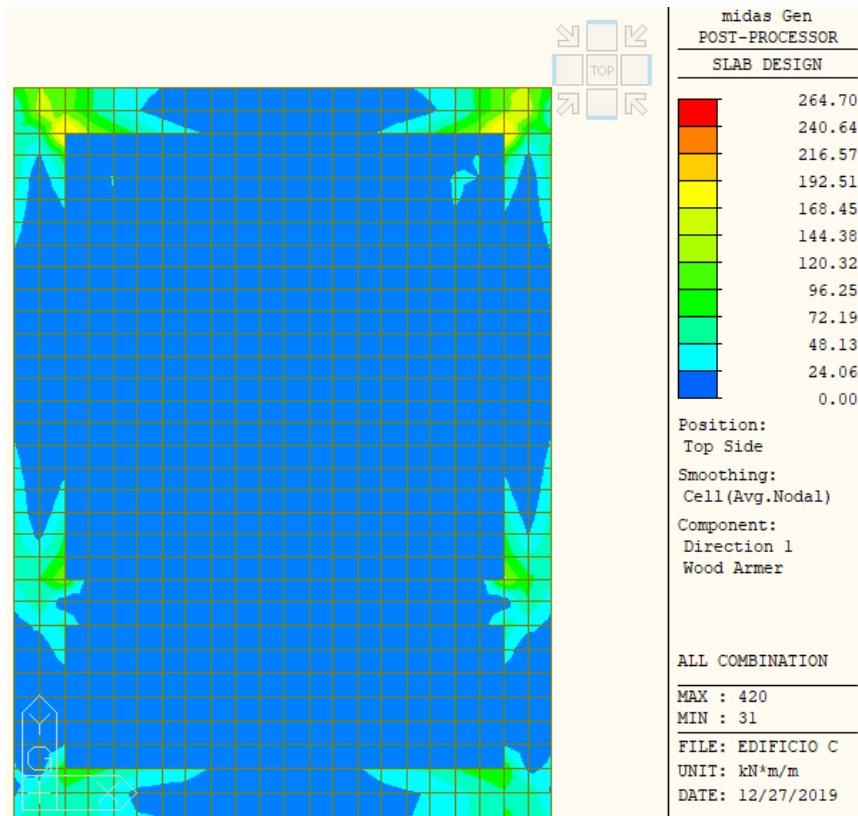 midas Gen
POST-PROCESSOR
SLAB DESIGN
TOP
264.70
240.64
216.57
192.51
168.45
144.38
120.32
96.25
72.19
48.13
24.06
0.00
Position:
Top Side
Smoothing:
Cell(Avg.Nodal)
Component:
Direction 1
Wood Armer
ALL COMBINATION
MAX : 420
MIN : 31
FILE: EDIFICIO C
UNIT: kN*m/m
DATE: 12/27/2019
Y
X